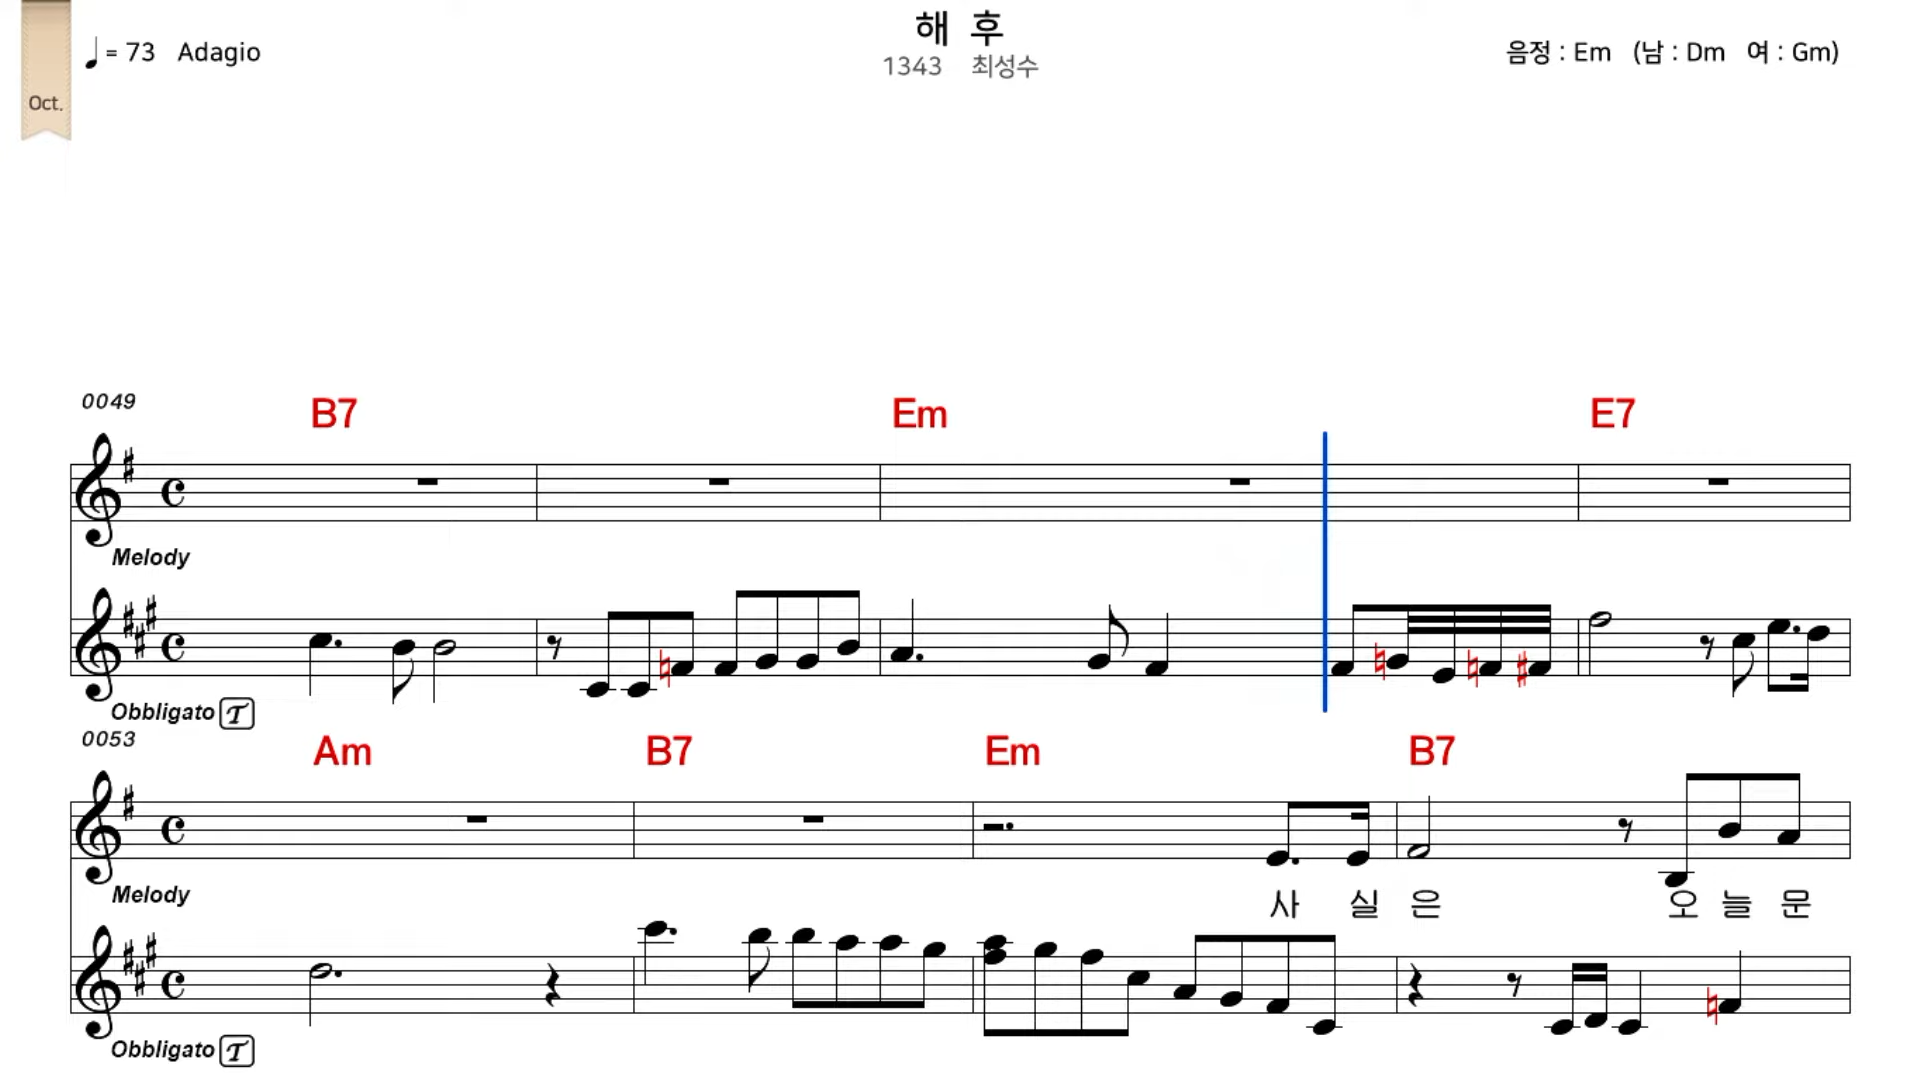 해 후
♩= 73 Adagio
1343 최성수
음정 : Em (남 : Dm 여 : Gm)
Oct.
0049
B7 Em E7
Melody
Obbligato T
0053
Am B7 Em B7
Melody
사 실 은 오 늘 문
Obbligato T